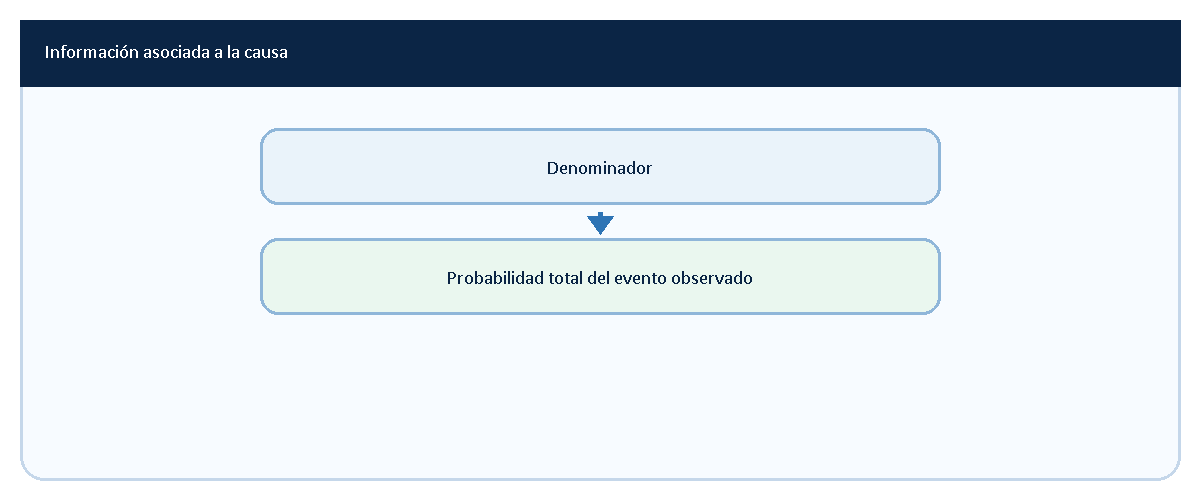 Información asociada a la causa
Denominador
Probabilidad total del evento observado